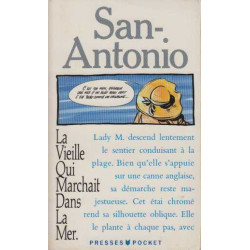 San-
Antonio
La
Vieille
Qui
Marchait
Dans
La
Mer.
Lady M. descend lentement
le sentier conduisant à la
plage. Bien qu'elle s'appuie
sur une canne anglaise,
sa démarche reste ma-
jestueuse. Cet étai chromé
rend sa silhouette oblique. Elle
le plante à chaque pas, avec
PRESSES POCKET